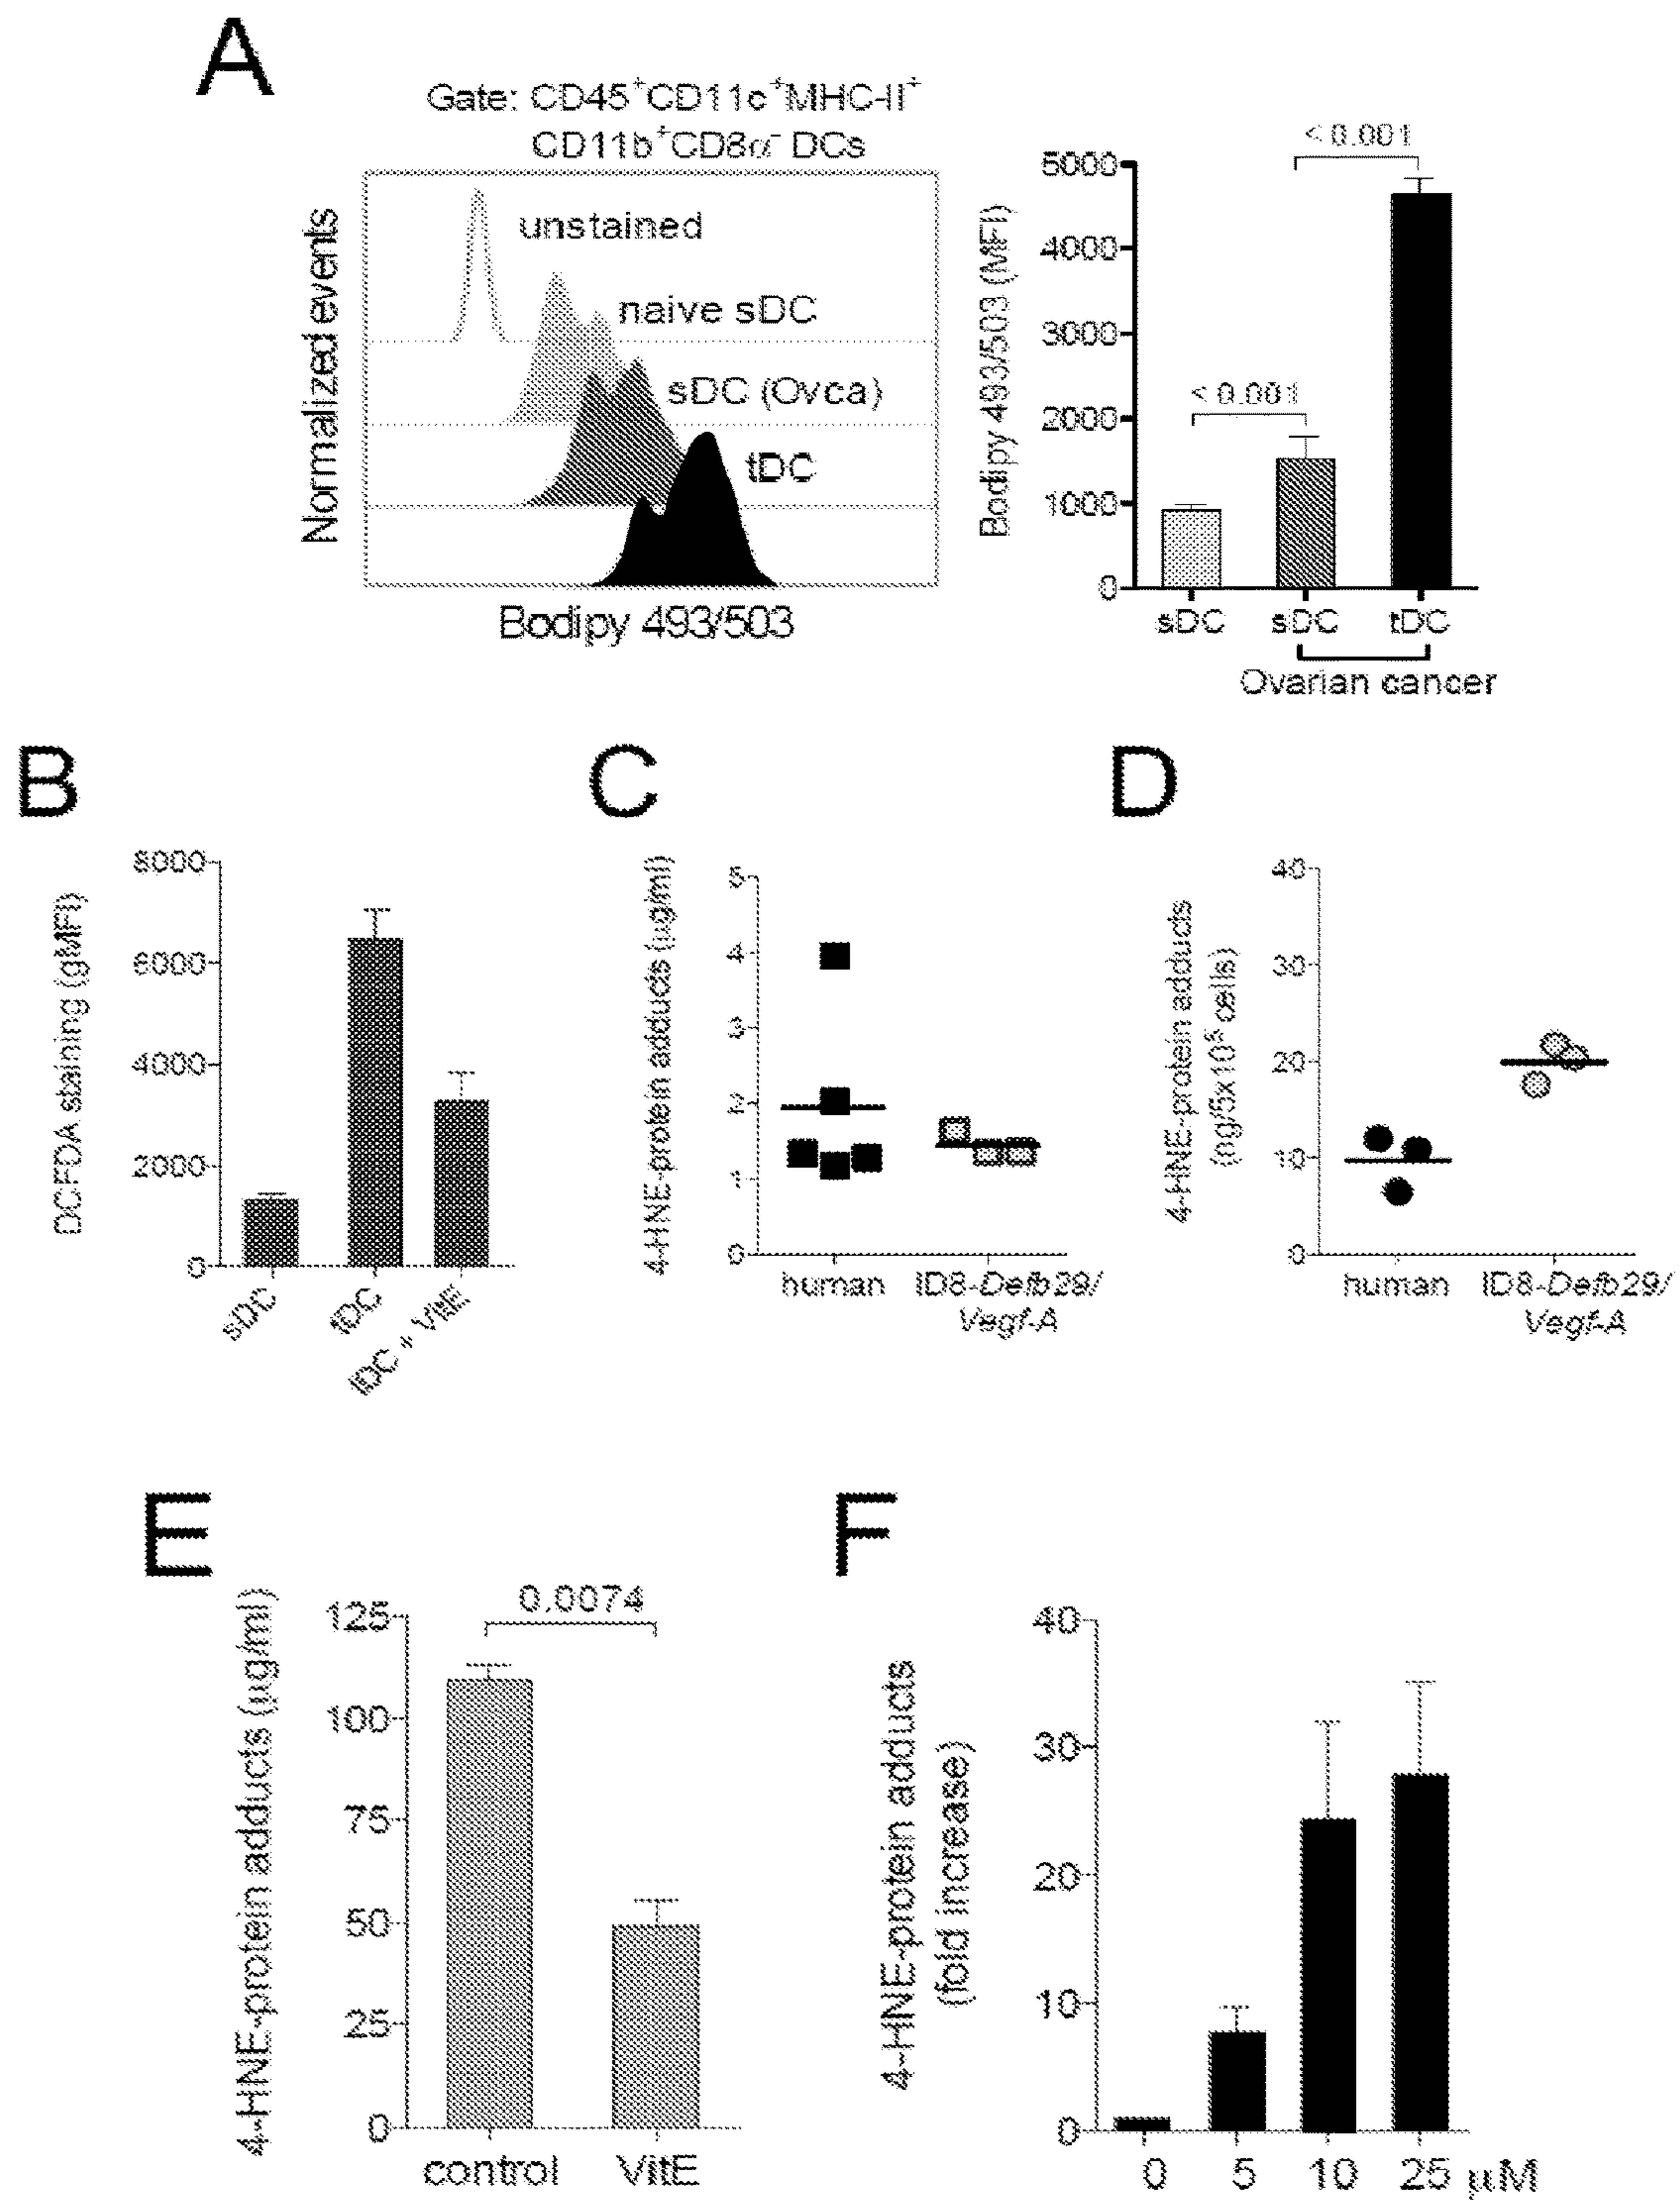 A
Gate: CD45+CD11c+MHC-II+
CD11b+CD8α- DCs
Normalized events
unstained
naive sDC
sDC (Ovca)
tDC
Bodipy 493/503
Bodipy 493/503 (MFI)
5000
4000
3000
2000
1000
0
< 0.001
< 0.001
sDC
sDC
tDC
Ovarian cancer
B
DCFDA staining (gMFI)
8000
6000
4000
2000
0
sDC
tDC
tDC + VitE
C
4-HNE-protein adducts (µg/ml)
5
4
3
2
1
0
human
ID8-Defb29/
Vegf-A
D
4-HNE-protein adducts
(ng/5x10⁵ cells)
40
30
20
10
0
human
ID8-Defb29/
Vegf-A
E
4-HNE-protein adducts (µg/ml)
125
100
75
50
25
0
0.0074
control
VitE
F
4-HNE-protein adducts
(fold increase)
40
30
20
10
0
0 5 10 25 µM